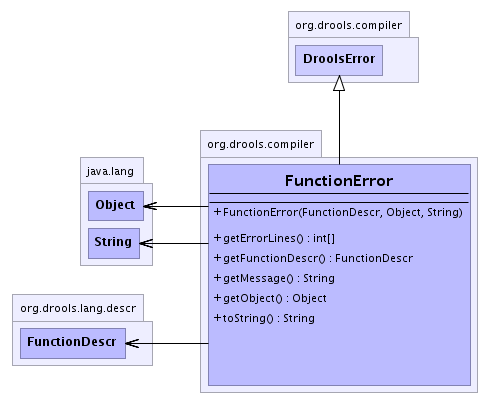 org.drools.compiler
DroolsError
org.drools.compiler
FunctionError
+ FunctionError(FunctionDescr, Object, String)
+ getErrorLines() : int[]
+ getFunctionDescr() : FunctionDescr
+ getMessage() : String
+ getObject() : Object
+ toString() : String
java.lang
Object
String
org.drools.lang.descr
FunctionDescr